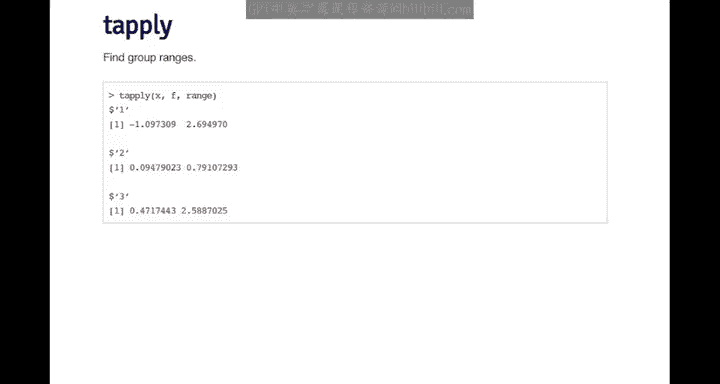 tapply
Find group ranges.
> tapply(x, f, range)
$‘1‘
[1] -1.097309 2.694970
$‘2‘
[1] 0.09479023 0.79107293
$‘3‘
[1] 0.4717443 2.5887025